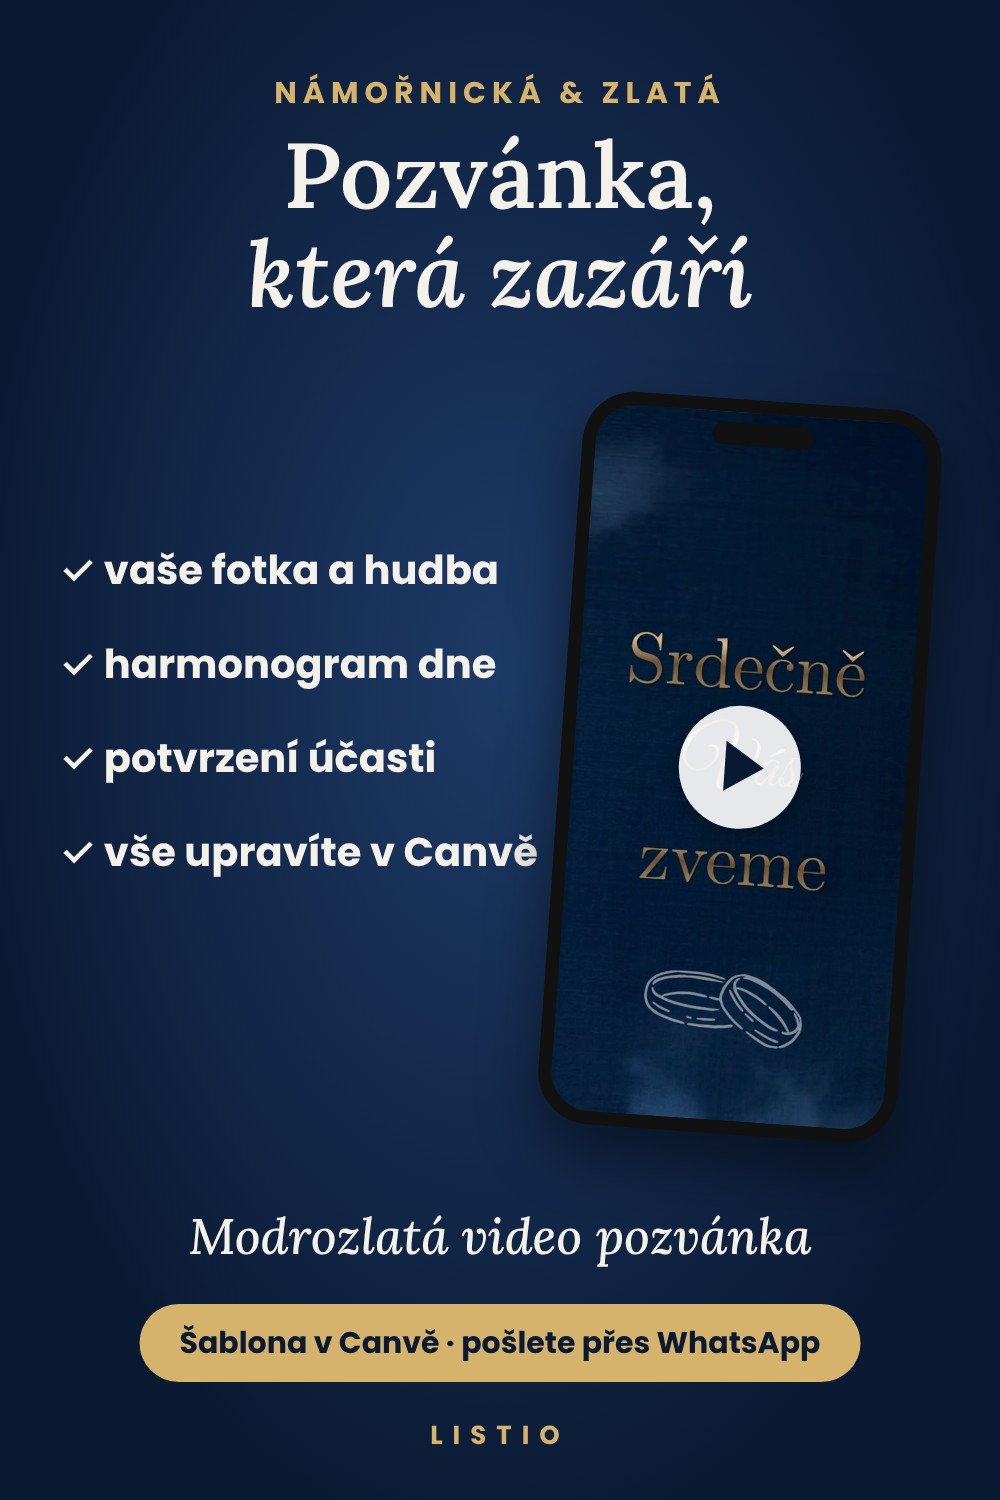 NÁMOŘNICKÁ & ZLATÁ
Pozvánka,
která zazáří
✓ vaše fotka a hudba
✓ harmonogram dne
✓ potvrzení účasti
✓ vše upravíte v Canvě
Srdečně
Vás
zveme
Modrozlatá video pozvánka
Šablona v Canvě · pošlete přes WhatsApp
LISTIO